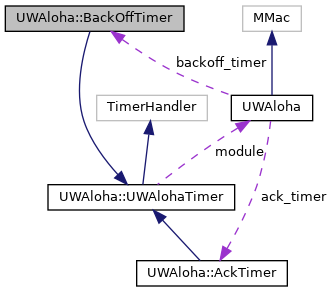 UWAloha::BackOffTimer
MMac
backoff_timer
TimerHandler
UWAloha
module
UWAloha::UWAlohaTimer
ack_timer
UWAloha::AckTimer